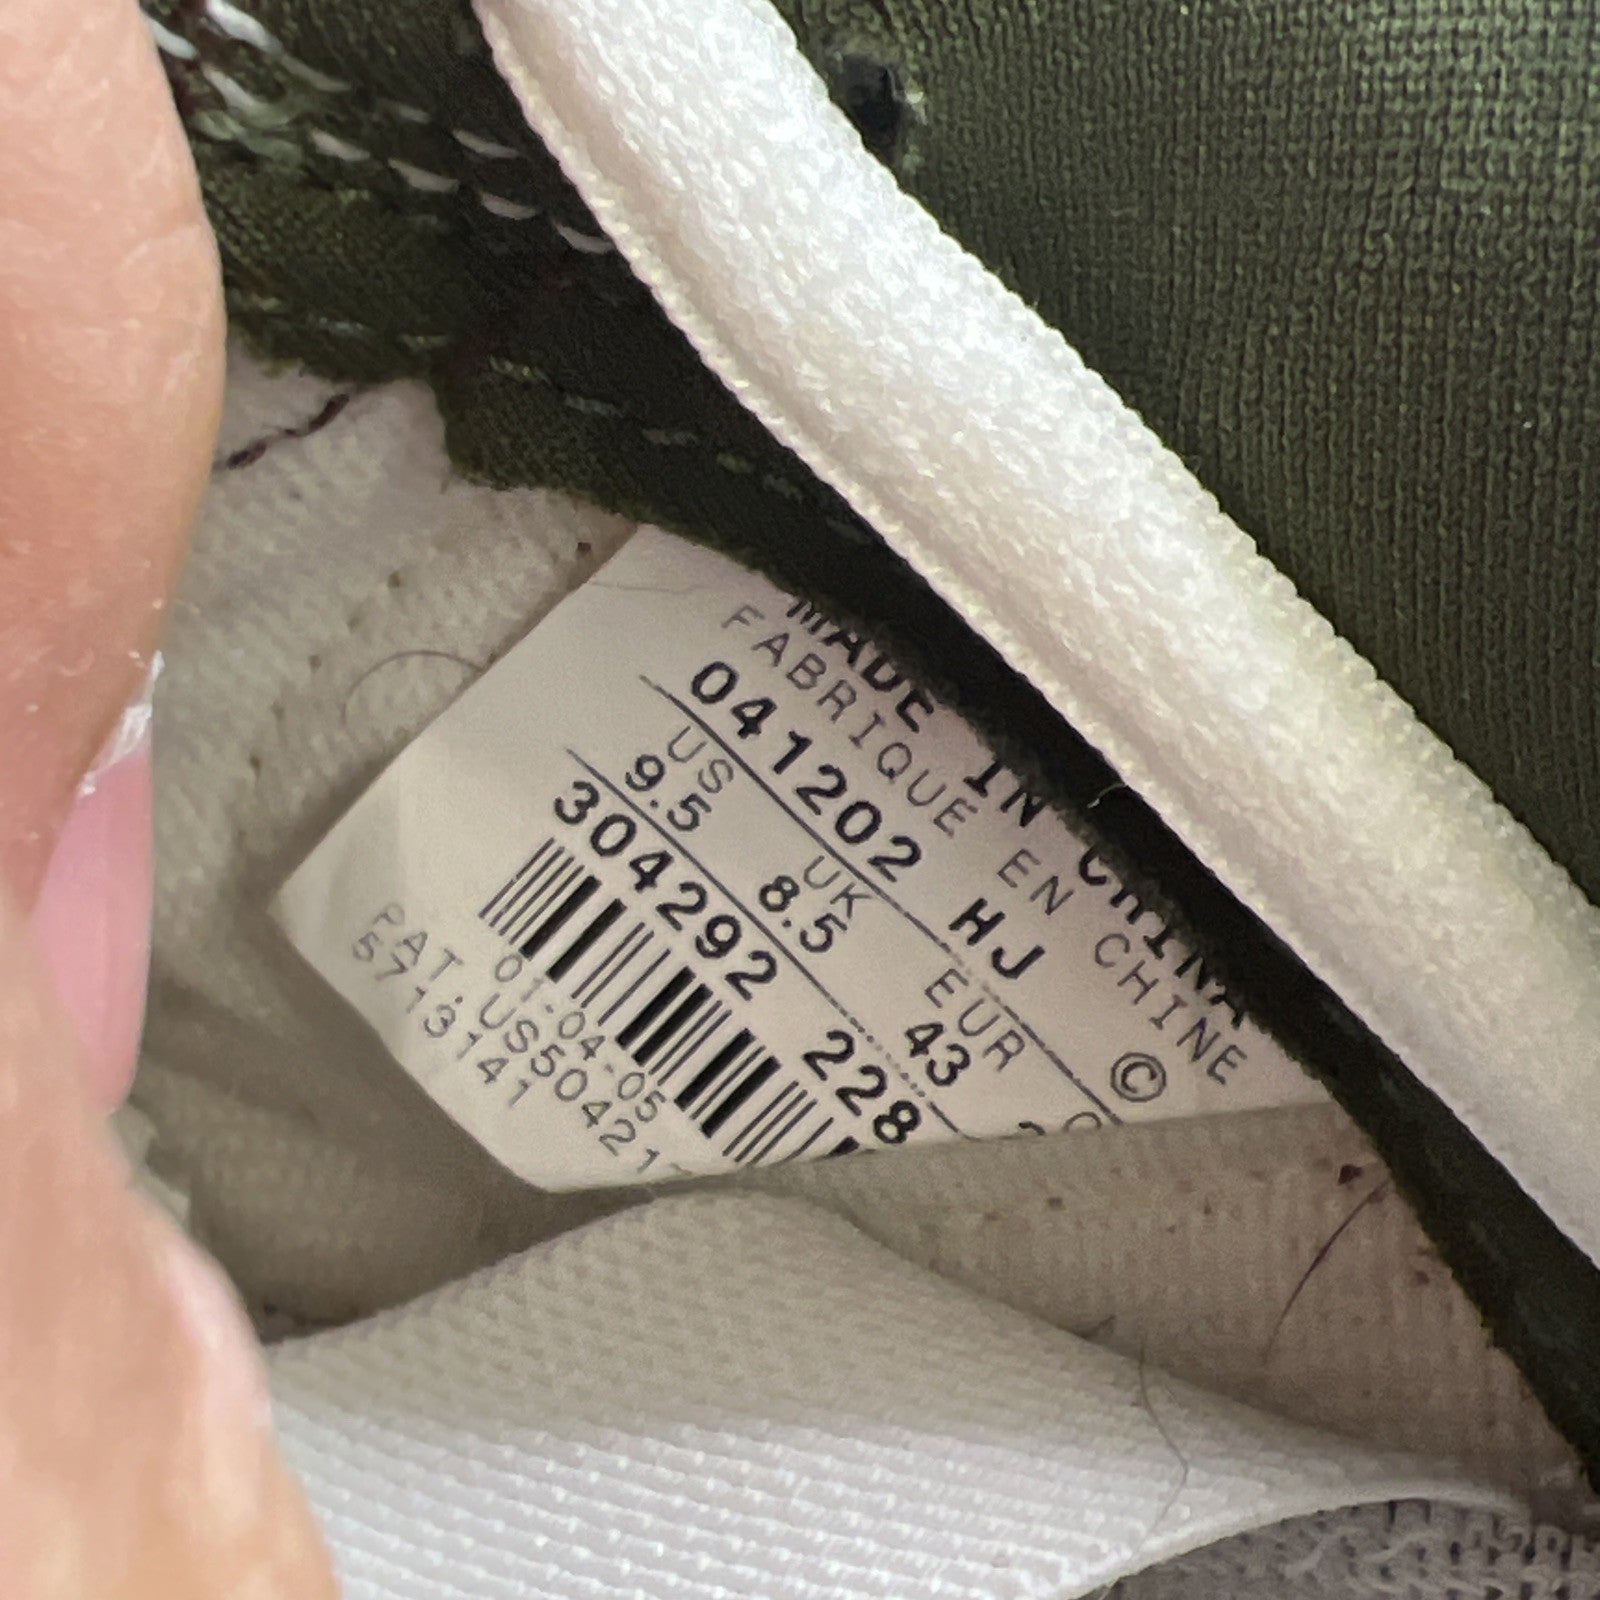 MADE IN CHINA
FABRIQUE EN CHINE
041202 HJ ©
US UK EUR
9.5 8.5 43
304292 228
01-04-05
PAT.US50421
5713141